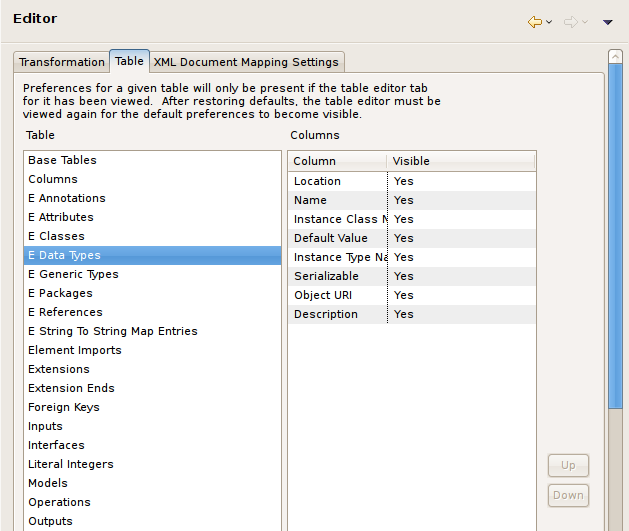 Editor
Transformation
Table
XML Document Mapping Settings
Preferences for a given table will only be present if the table editor tab
for it has been viewed.  After restoring defaults, the table editor must be
viewed again for the default preferences to become visible.
Table
Base Tables
Columns
E Annotations
E Attributes
E Classes
E Data Types
E Generic Types
E Packages
E References
E String To String Map Entries
Element Imports
Extensions
Extension Ends
Foreign Keys
Inputs
Interfaces
Literal Integers
Models
Operations
Outputs
Columns
Column Visible
Location Yes
Name Yes
Instance Class N Yes
Default Value Yes
Instance Type Na Yes
Serializable Yes
Object URI Yes
Description Yes
Up
Down